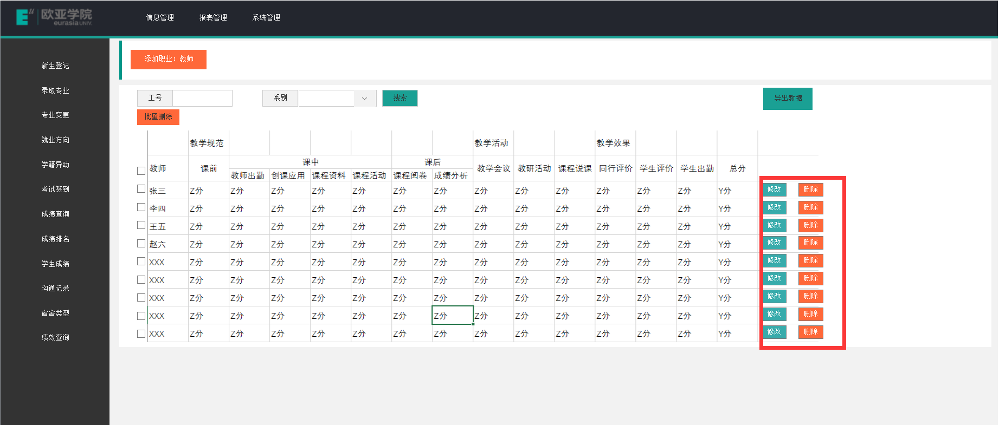 欧亚学院
eurasia UNIV.
信息管理 报表管理 系统管理
新生登记
录取专业
专业变更
就业方向
学籍异动
考试签到
成绩查询
成绩排名
学生成绩
沟通记录
宿舍类型
绩效查询
添加职业：教师
工号 系别 搜索 导出数据
批量删除
教学规范 教学活动 教学效果
课中 课后
教师 课前 教学会议 教研活动 课程说课 同行评价 学生评价 学生出勤 总分
教师出勤 创课应用 课程资料 课程活动 课程阅卷 成绩分析
张三 Z分 Z分 Z分 Z分 Z分 Z分 Z分 Z分 Z分 Z分 Z分 Z分 Z分 Y分 修改 删除
李四 Z分 Z分 Z分 Z分 Z分 Z分 Z分 Z分 Z分 Z分 Z分 Z分 Z分 Y分 修改 删除
王五 Z分 Z分 Z分 Z分 Z分 Z分 Z分 Z分 Z分 Z分 Z分 Z分 Z分 Y分 修改 删除
赵六 Z分 Z分 Z分 Z分 Z分 Z分 Z分 Z分 Z分 Z分 Z分 Z分 Z分 Y分 修改 删除
XXX Z分 Z分 Z分 Z分 Z分 Z分 Z分 Z分 Z分 Z分 Z分 Z分 Z分 Y分 修改 删除
XXX Z分 Z分 Z分 Z分 Z分 Z分 Z分 Z分 Z分 Z分 Z分 Z分 Z分 Y分 修改 删除
XXX Z分 Z分 Z分 Z分 Z分 Z分 Z分 Z分 Z分 Z分 Z分 Z分 Z分 Y分 修改 删除
XXX Z分 Z分 Z分 Z分 Z分 Z分 Z分 Z分 Z分 Z分 Z分 Z分 Z分 Y分 修改 删除
XXX Z分 Z分 Z分 Z分 Z分 Z分 Z分 Z分 Z分 Z分 Z分 Z分 Z分 Y分 修改 删除